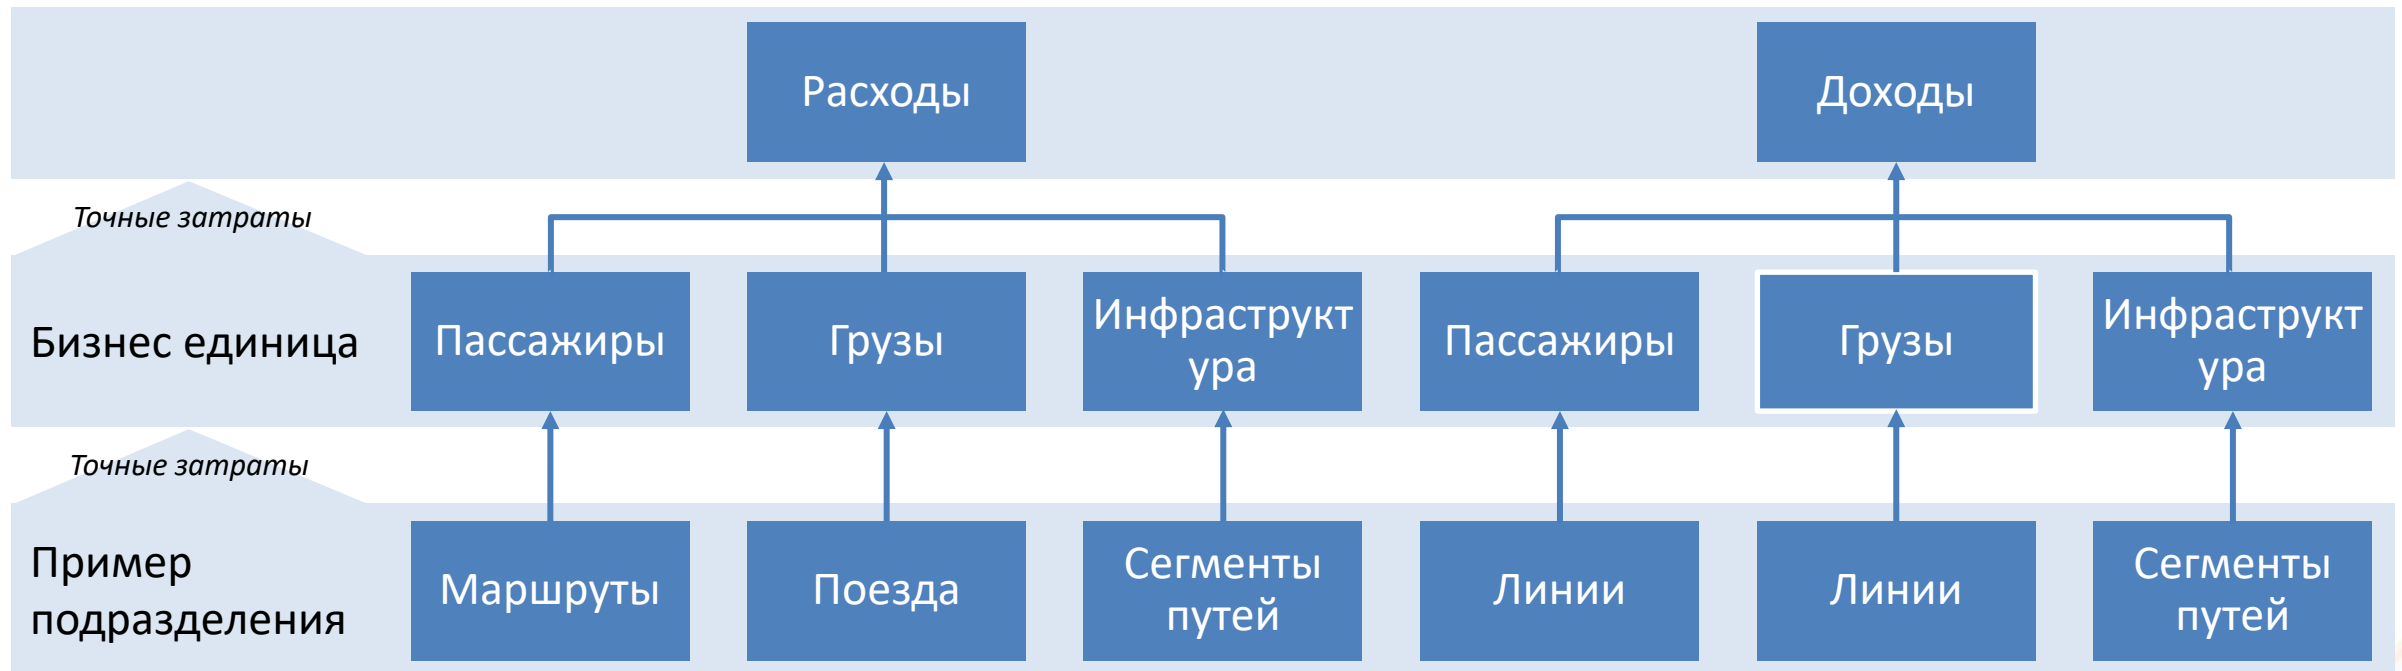 Расходы
Доходы
Точные затраты
Бизнес единица
Пассажиры
Грузы
Инфраструкт
ура
Пассажиры
Грузы
Инфраструкт
ура
Точные затраты
Пример
подразделения
Маршруты
Поезда
Сегменты
путей
Линии
Линии
Сегменты
путей